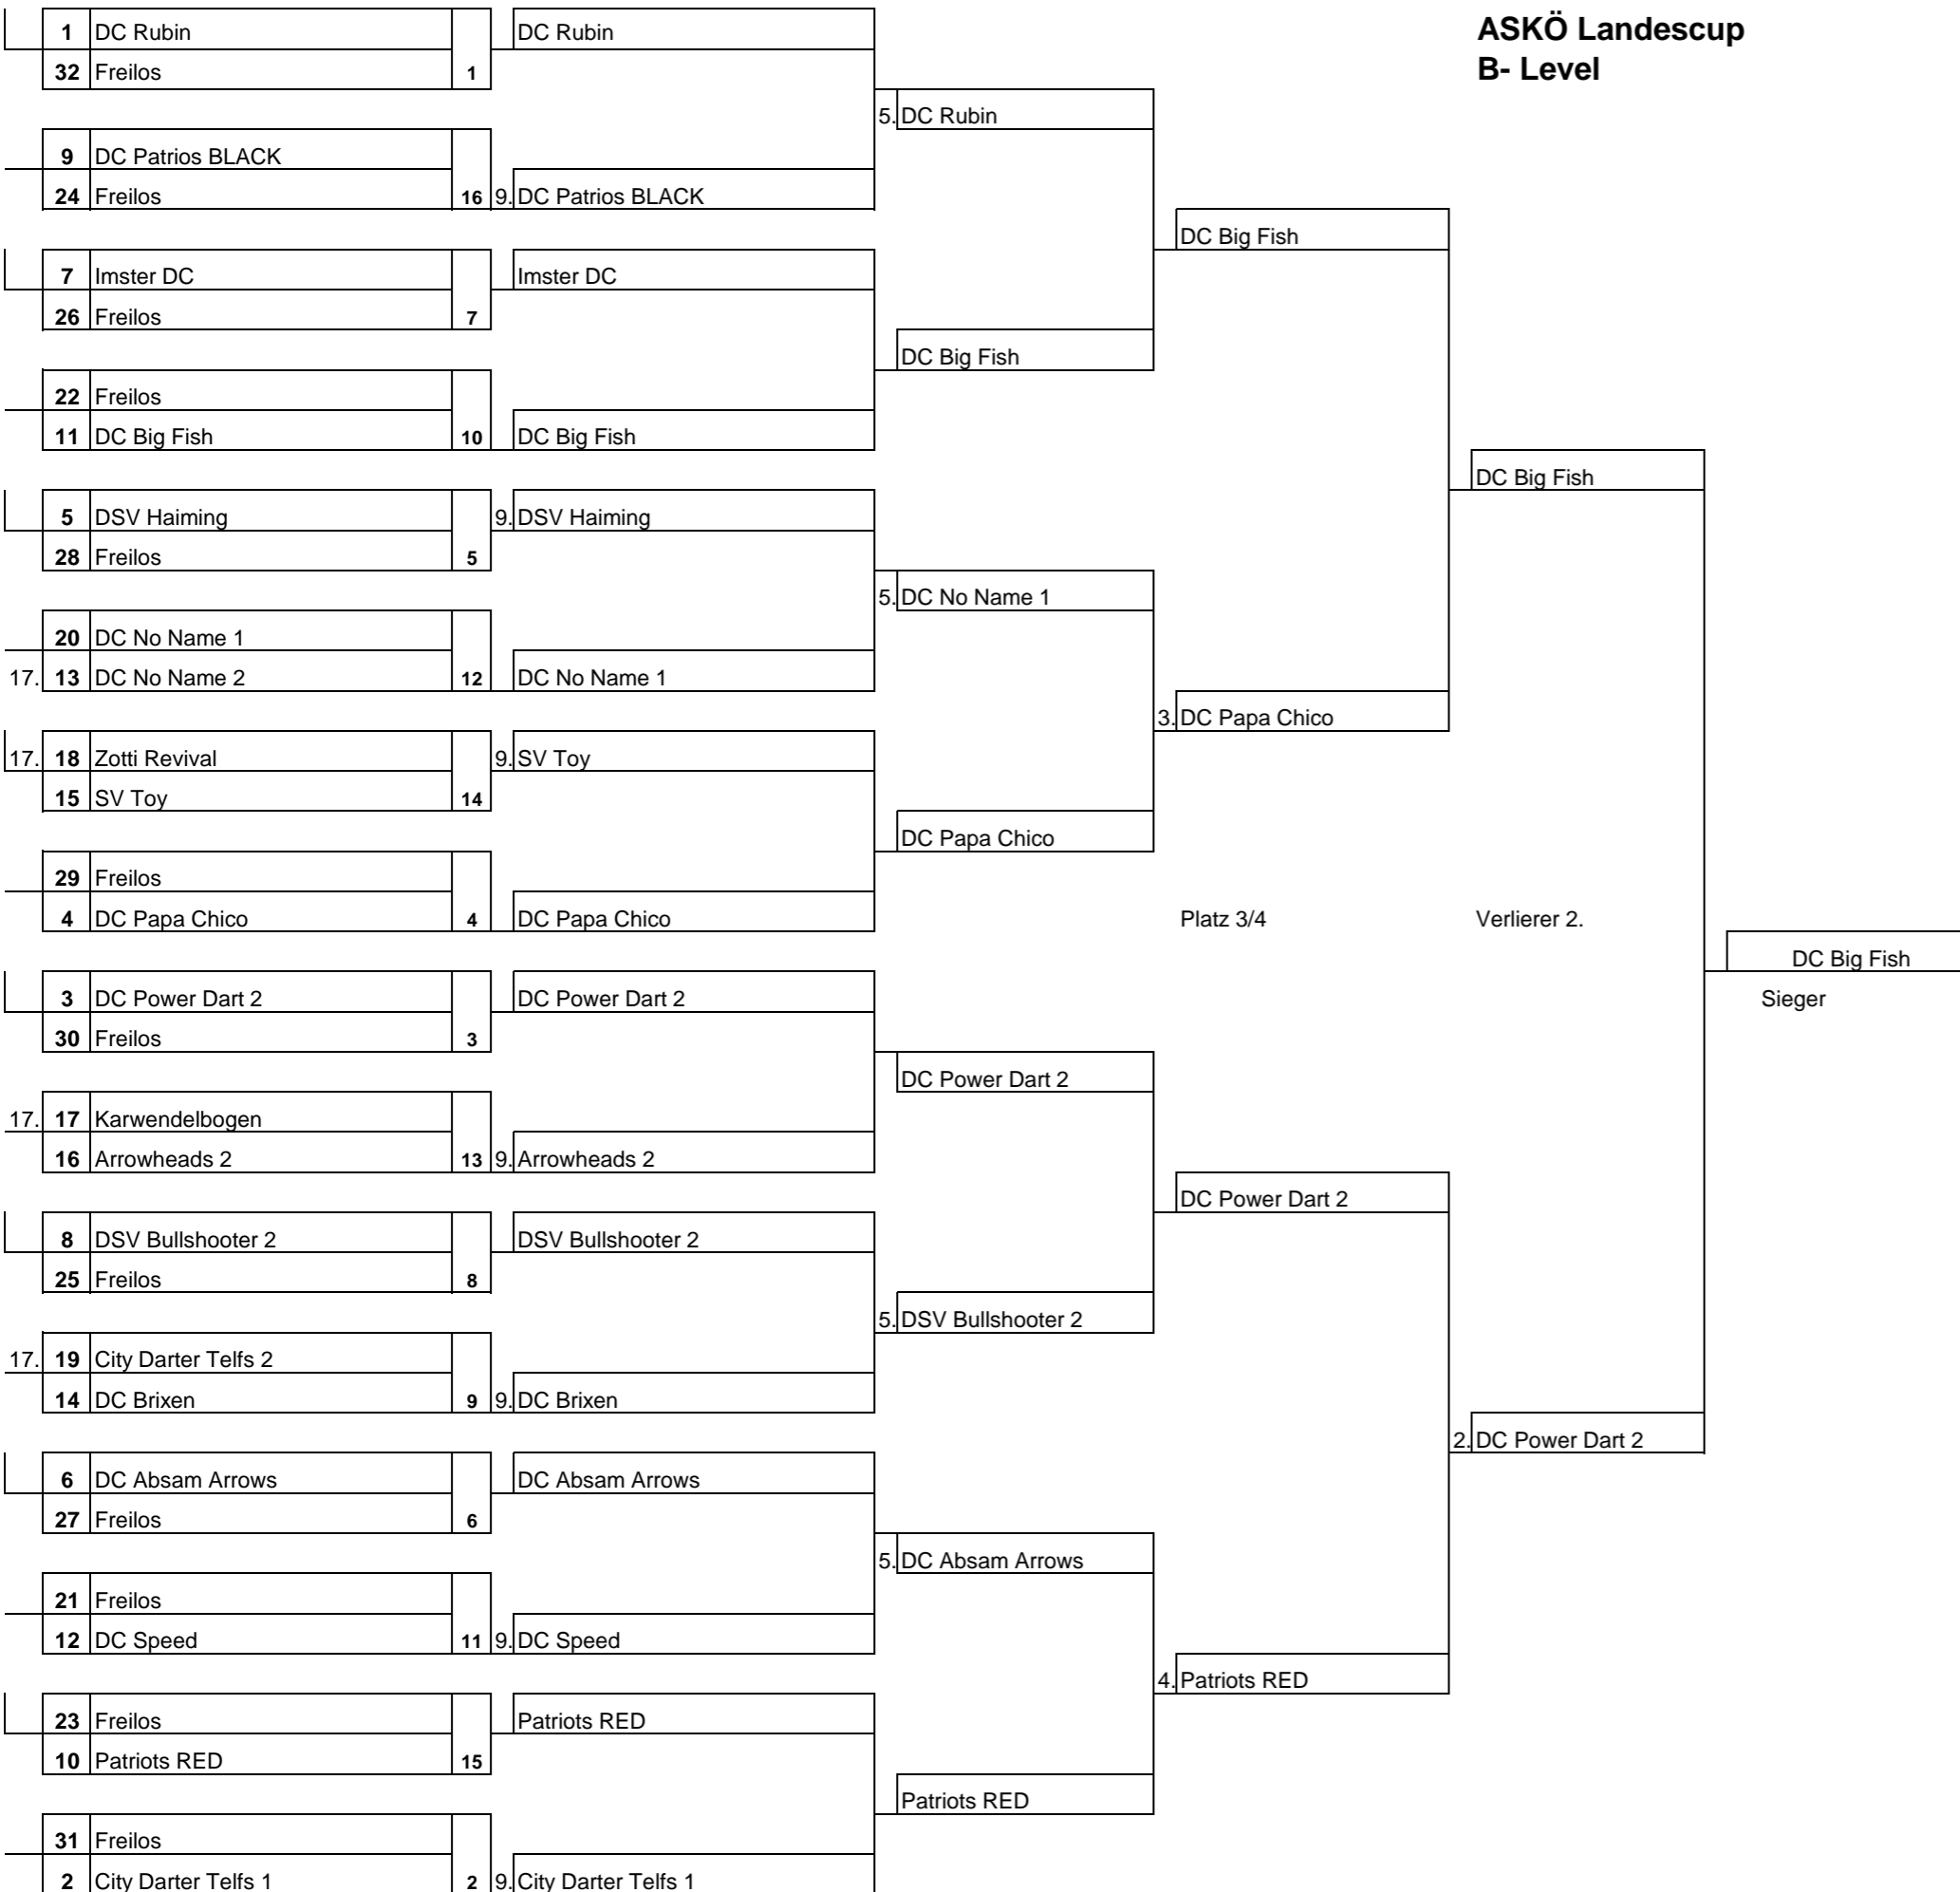 1 DC Rubin DC Rubin ASKÖ Landescup
32 Freilos 1 B- Level
5. DC Rubin
9 DC Patrios BLACK
24 Freilos 16 9. DC Patrios BLACK
DC Big Fish
7 Imster DC Imster DC
26 Freilos 7
DC Big Fish
22 Freilos
11 DC Big Fish 10 DC Big Fish
DC Big Fish
5 DSV Haiming 9. DSV Haiming
28 Freilos 5
5. DC No Name 1
20 DC No Name 1
17. 13 DC No Name 2 12 DC No Name 1
3. DC Papa Chico
17. 18 Zotti Revival 9. SV Toy
15 SV Toy 14
DC Papa Chico
29 Freilos
4 DC Papa Chico 4 DC Papa Chico Platz 3/4 Verlierer 2.
DC Big Fish
3 DC Power Dart 2 DC Power Dart 2 Sieger
30 Freilos 3
DC Power Dart 2
17. 17 Karwendelbogen
16 Arrowheads 2 13 9. Arrowheads 2
DC Power Dart 2
8 DSV Bullshooter 2 DSV Bullshooter 2
25 Freilos 8
5. DSV Bullshooter 2
17. 19 City Darter Telfs 2
14 DC Brixen 9 9. DC Brixen
2. DC Power Dart 2
6 DC Absam Arrows DC Absam Arrows
27 Freilos 6
5. DC Absam Arrows
21 Freilos
12 DC Speed 11 9. DC Speed
4. Patriots RED
23 Freilos Patriots RED
10 Patriots RED 15
Patriots RED
31 Freilos
2 City Darter Telfs 1 2 9. City Darter Telfs 1